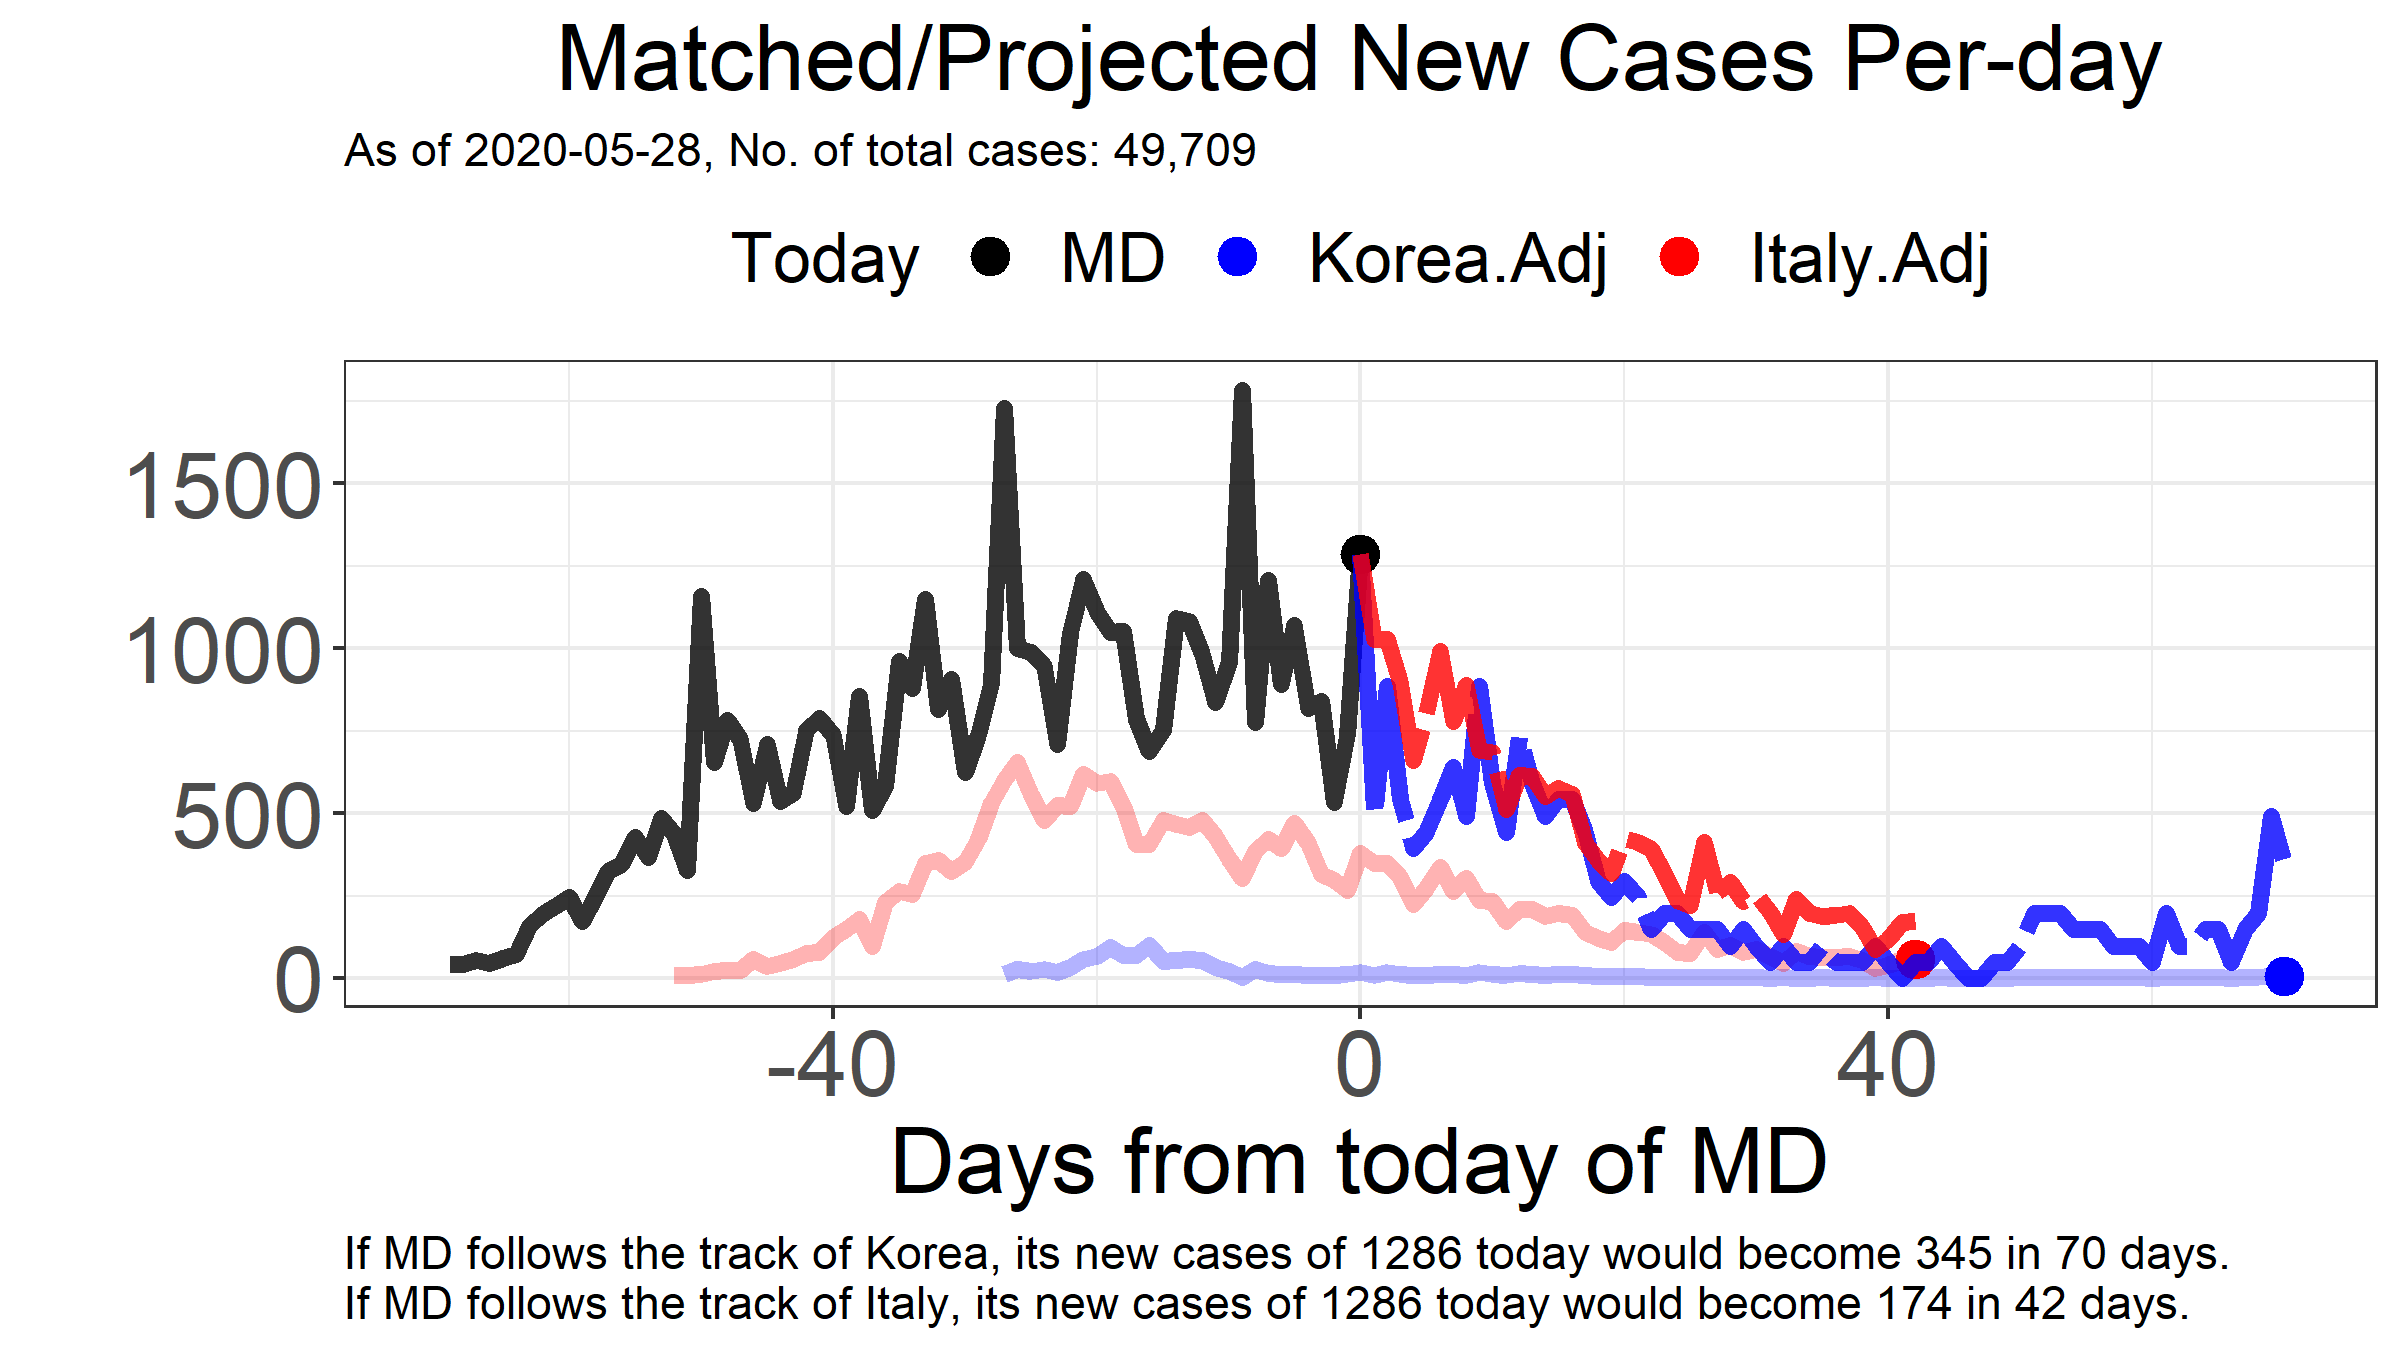 Matched/Projected New Cases Per-day
As of 2020-05-28, No. of total cases: 49,709
Today MD Korea.Adj Italy.Adj
1500
1000
500
0
-40 0 40
Days from today of MD
If MD follows the track of Korea, its new cases of 1286 today would become 345 in 70 days.
If MD follows the track of Italy, its new cases of 1286 today would become 174 in 42 days.